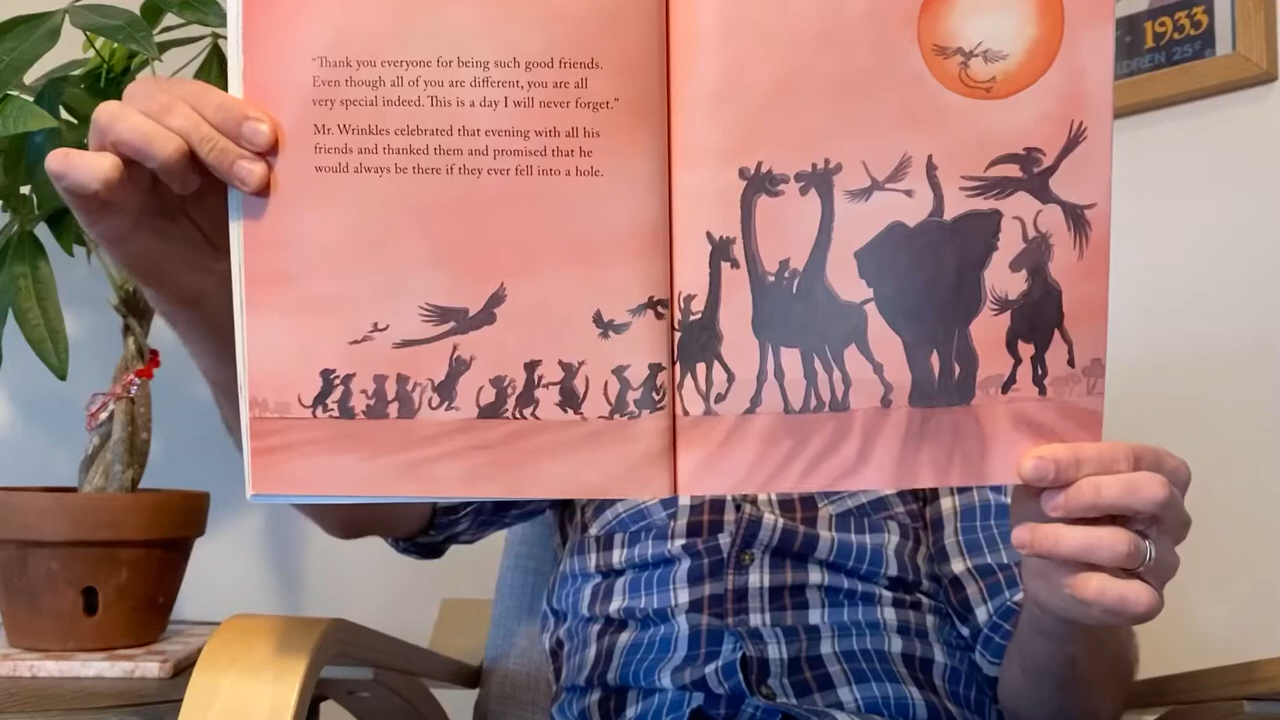 “Thank you everyone for being such good friends.
Even though all of you are different, you are all
very special indeed. This is a day I will never forget.”
Mr. Wrinkles celebrated that evening with all his
friends and thanked them and promised that he
would always be there if they ever fell into a hole.
1933
25¢